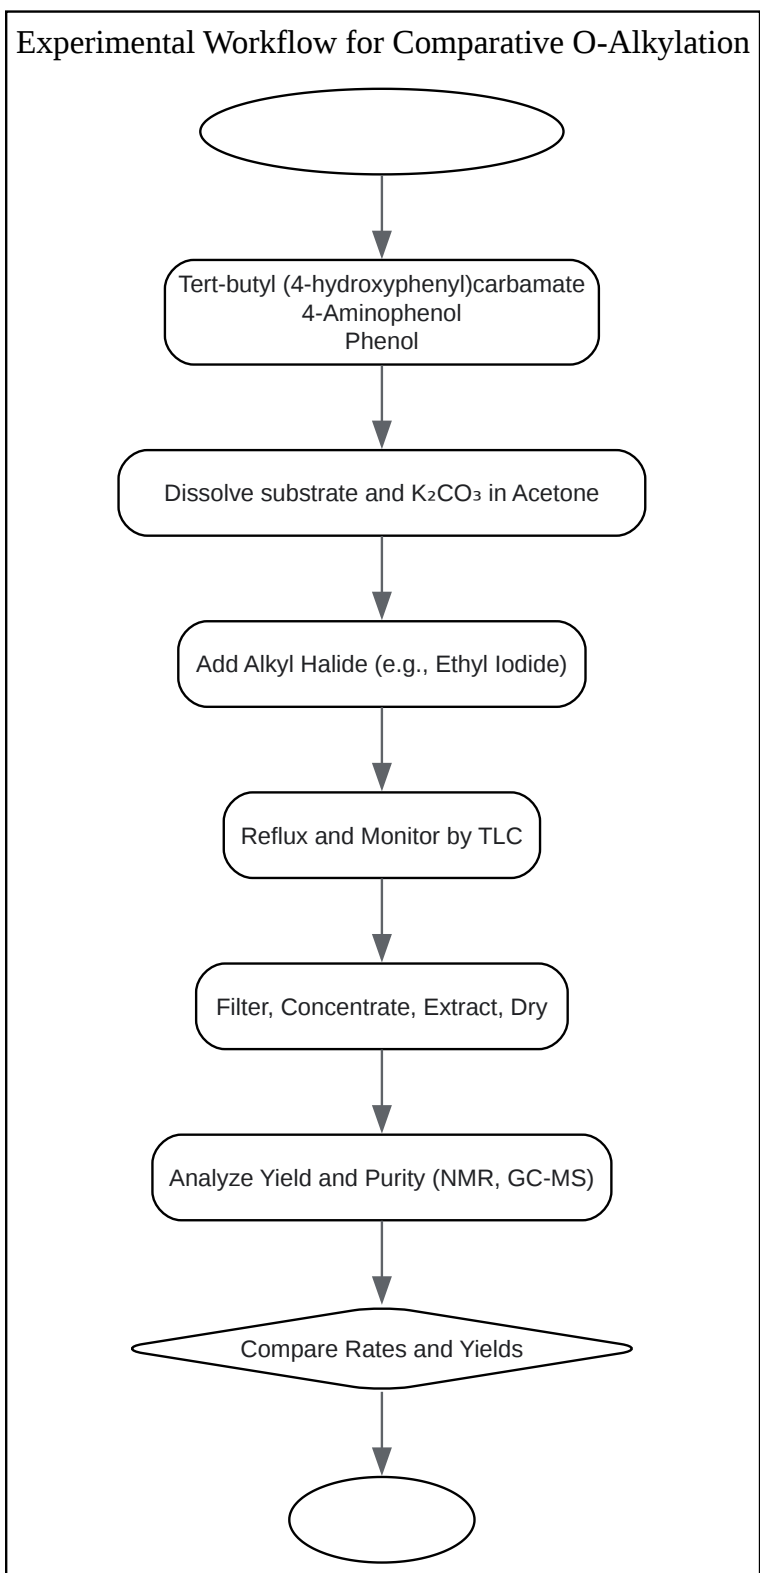 Experimental Workflow for Comparative O-Alkylation
Tert-butyl (4-hydroxyphenyl)carbamate
4-Aminophenol
Phenol
Dissolve substrate and K₂CO₃ in Acetone
Add Alkyl Halide (e.g., Ethyl Iodide)
Reflux and Monitor by TLC
Filter, Concentrate, Extract, Dry
Analyze Yield and Purity (NMR, GC-MS)
Compare Rates and Yields